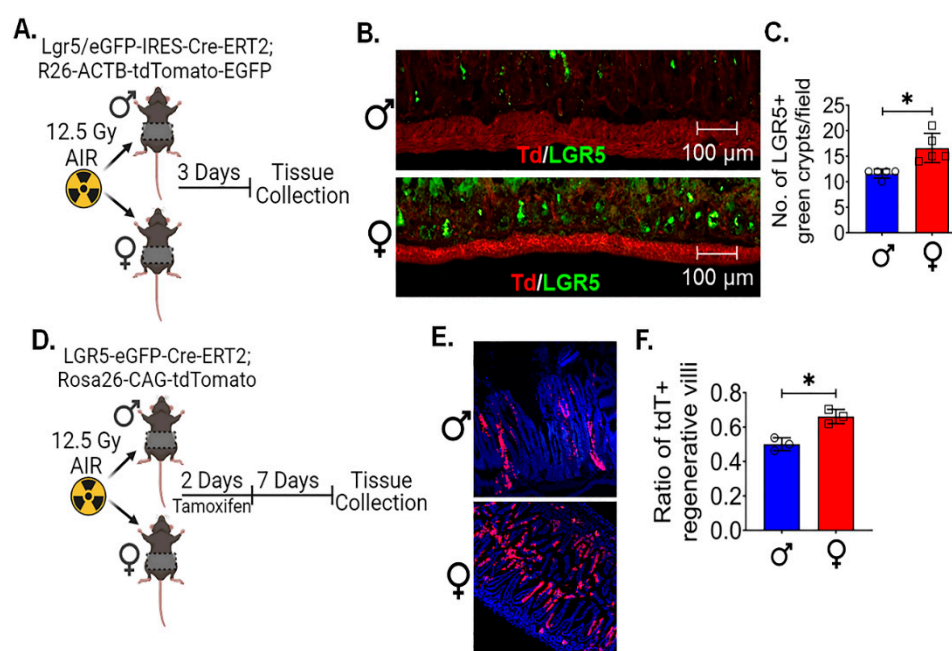 A.
Lgr5/eGFP-IRES-Cre-ERT2;
R26-ACTB-tdTomato-EGFP
♂
12.5 Gy
AIR
3 Days
Tissue
Collection
♀
B.
♂
Td/LGR5
100 µm
♀
Td/LGR5
100 µm
C.
No. of LGR5+
green crypts/field
25
20
15
10
5
0
*
♂
♀
D.
LGR5-eGFP-Cre-ERT2;
Rosa26-CAG-tdTomato
♂
12.5 Gy
AIR
2 Days
Tamoxifen
7 Days
Tissue
Collection
♀
E.
♂
♀
F.
Ratio of tdT+
regenerative villi
0.8
0.6
0.4
0.2
0.0
*
♂
♀